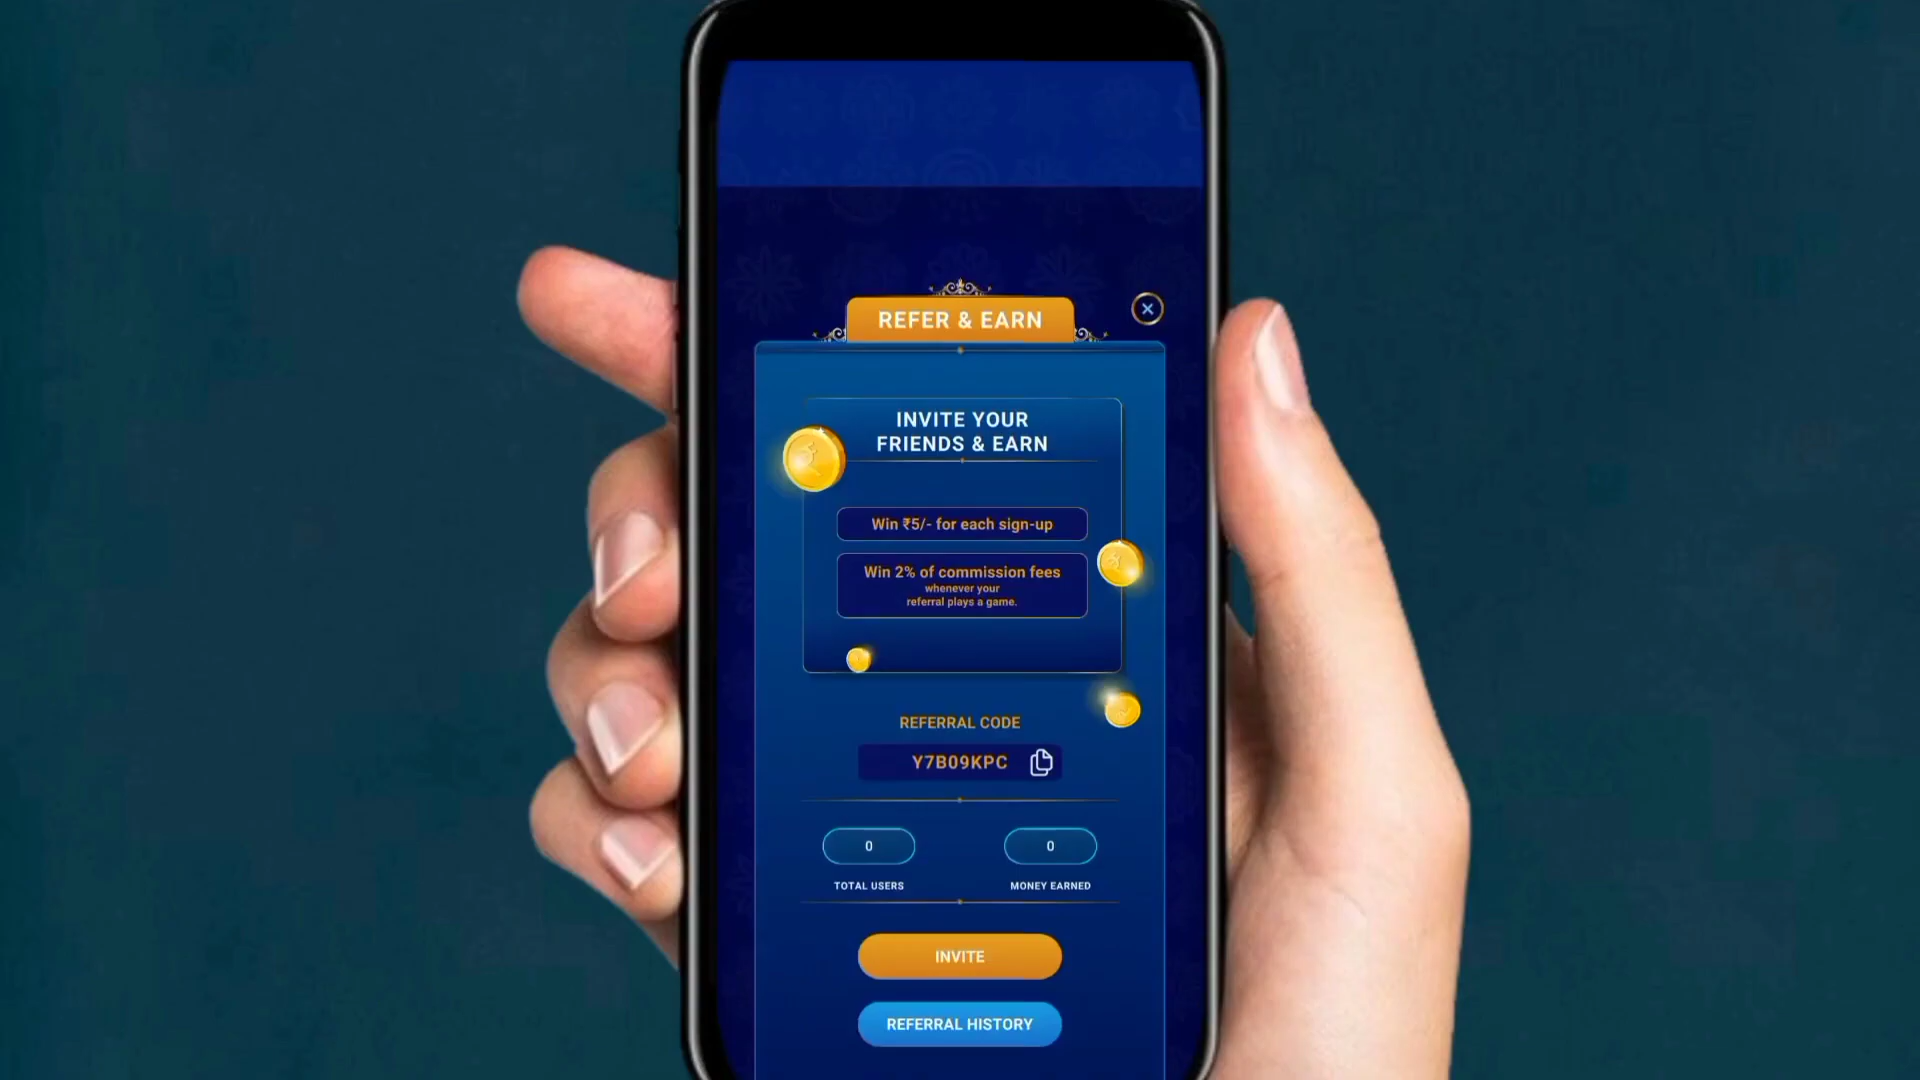 REFER & EARN
INVITE YOUR
FRIENDS & EARN
Win ₹5/- for each sign-up
Win 2% of commission fees
whenever your
referral plays a game.
REFERRAL CODE
Y7B09KPC
0
0
TOTAL USERS
MONEY EARNED
INVITE
REFERRAL HISTORY